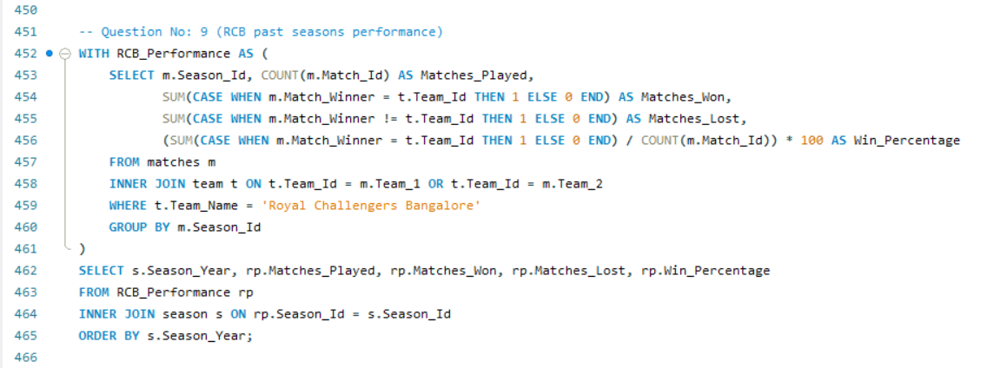 450
451 -- Question No: 9 (RCB past seasons performance)
452 WITH RCB_Performance AS (
453 SELECT m.Season_Id, COUNT(m.Match_Id) AS Matches_Played,
454 SUM(CASE WHEN m.Match_Winner = t.Team_Id THEN 1 ELSE 0 END) AS Matches_Won,
455 SUM(CASE WHEN m.Match_Winner != t.Team_Id THEN 1 ELSE 0 END) AS Matches_Lost,
456 (SUM(CASE WHEN m.Match_Winner = t.Team_Id THEN 1 ELSE 0 END) / COUNT(m.Match_Id)) * 100 AS Win_Percentage
457 FROM matches m
458 INNER JOIN team t ON t.Team_Id = m.Team_1 OR t.Team_Id = m.Team_2
459 WHERE t.Team_Name = 'Royal Challengers Bangalore'
460 GROUP BY m.Season_Id
461 )
462 SELECT s.Season_Year, rp.Matches_Played, rp.Matches_Won, rp.Matches_Lost, rp.Win_Percentage
463 FROM RCB_Performance rp
464 INNER JOIN season s ON rp.Season_Id = s.Season_Id
465 ORDER BY s.Season_Year;
466